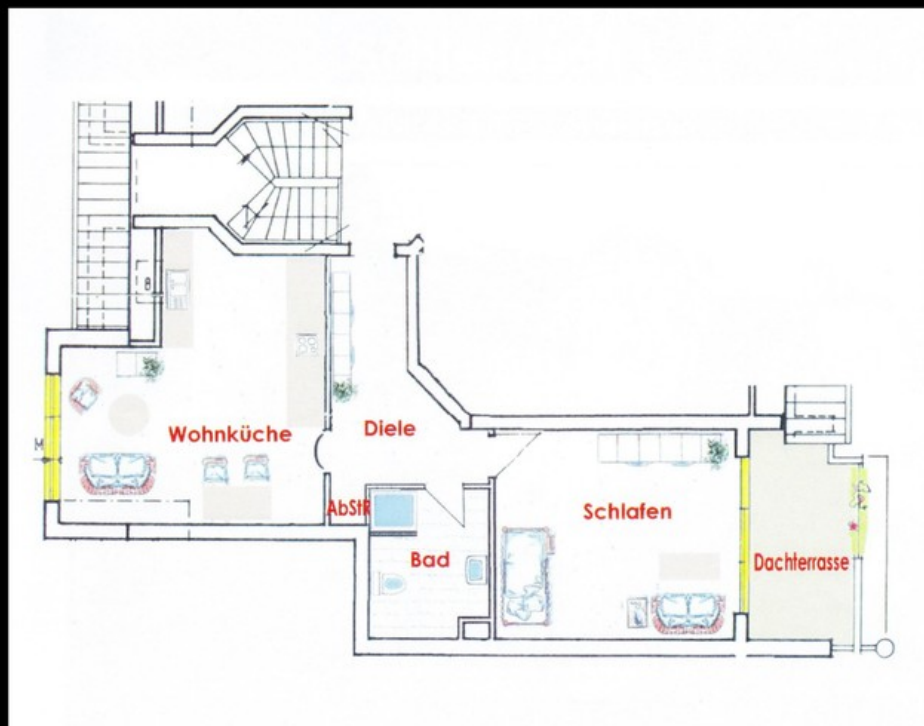 Wohnküche
Diele
AbStR
Bad
Schlafen
Dachterrasse